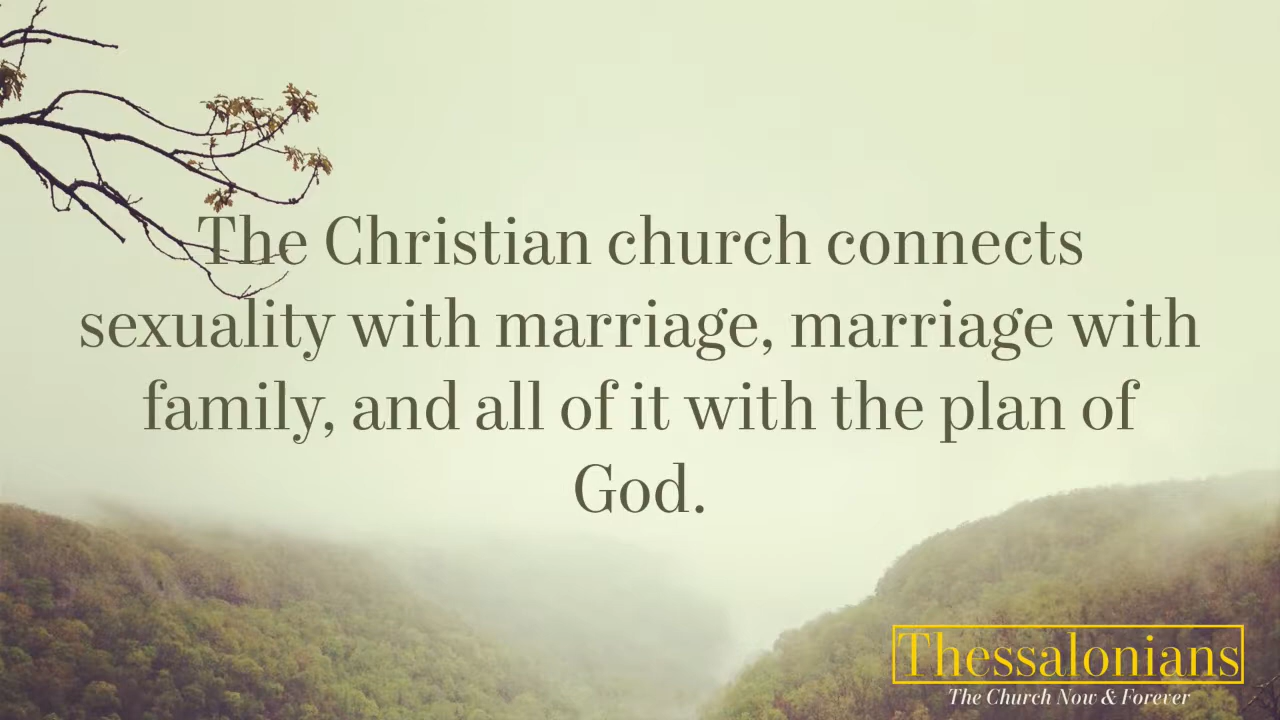 The Christian church connects
sexuality with marriage, marriage with
family, and all of it with the plan of
God.
Thessalonians
The Church Now & Forever